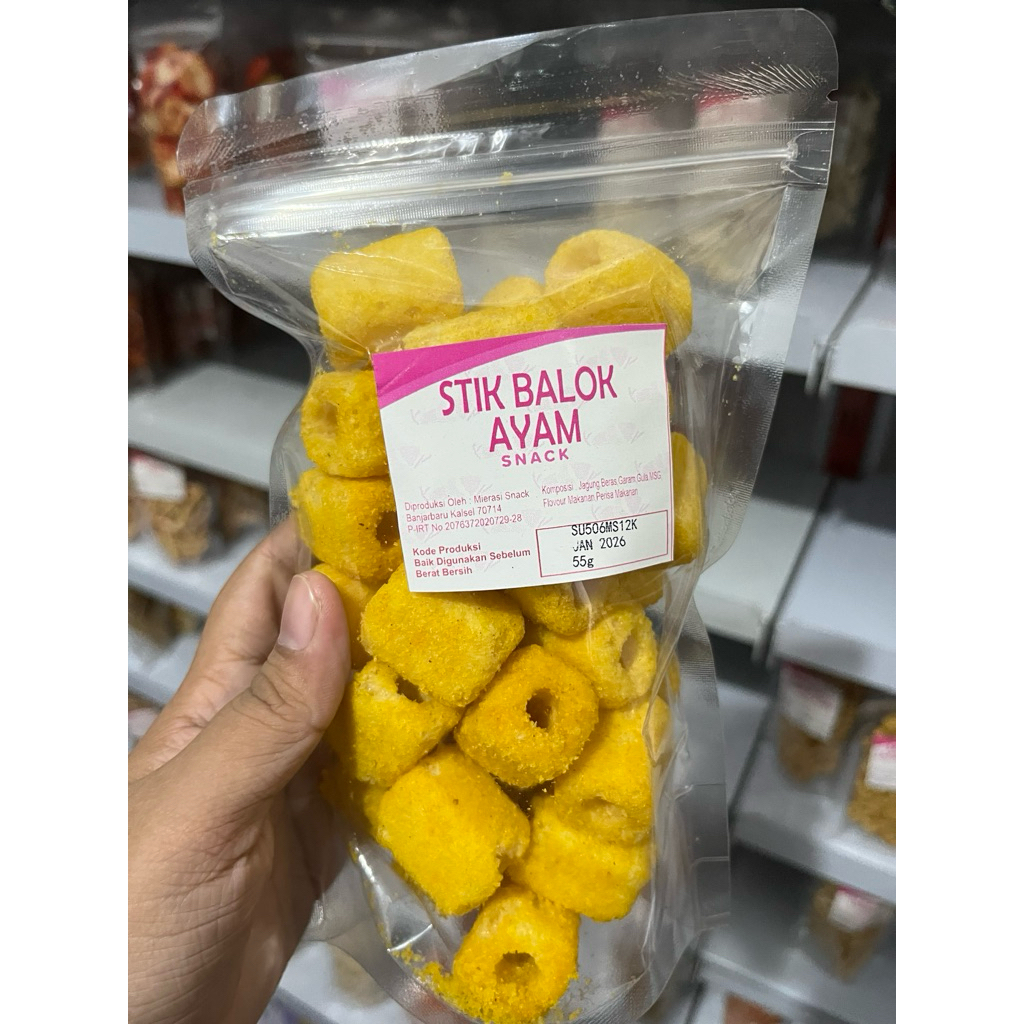 STIK BALOK
AYAM
SNACK
Diproduksi Oleh : Mierasi Snack
Banjarbaru Kalsel 70714
P-IRT No 2076372020729-28
Komposisi : Jagung,Beras,Garam,Gula,MSG,
Flovour Makanan,Perisa Makanan
Kode Produksi
Baik Digunakan Sebelum
Berat Bersih
SU506MS12K
JAN 2026
55g